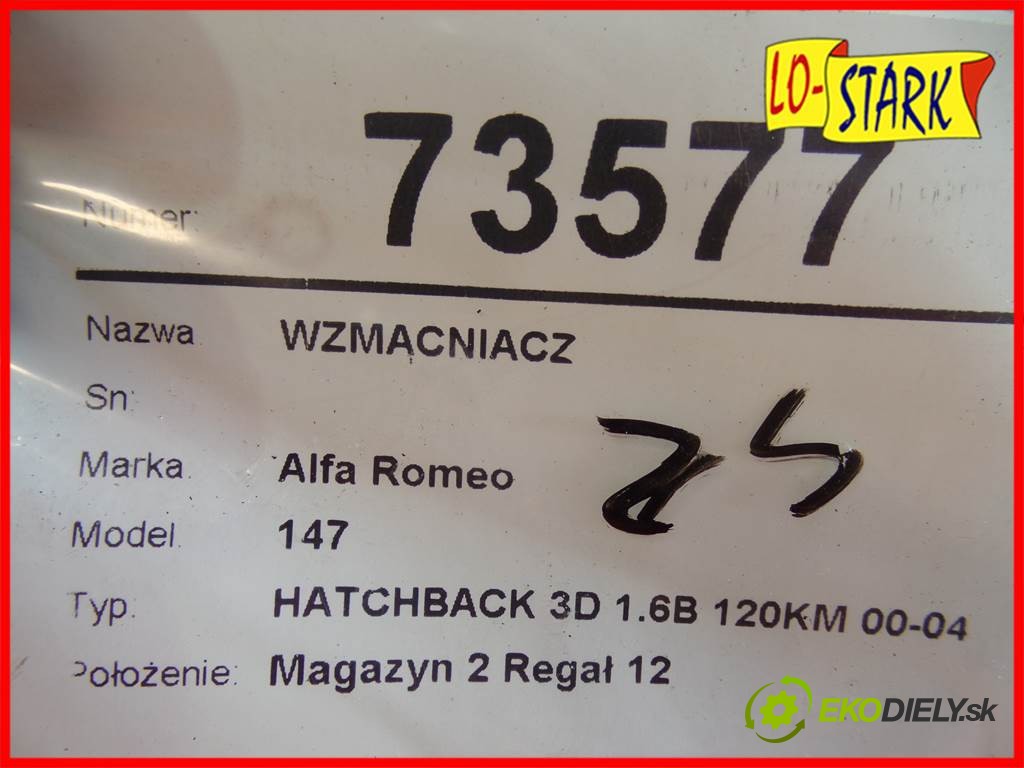 LO-STARK
Numer: 73577
Nazwa WZMACNIACZ
Sn:
Marka Alfa Romeo
Model. 147
Typ: HATCHBACK 3D 1.6B 120KM 00-04
Położenie: Magazyn 2 Regał 12
EKODIELY.sk